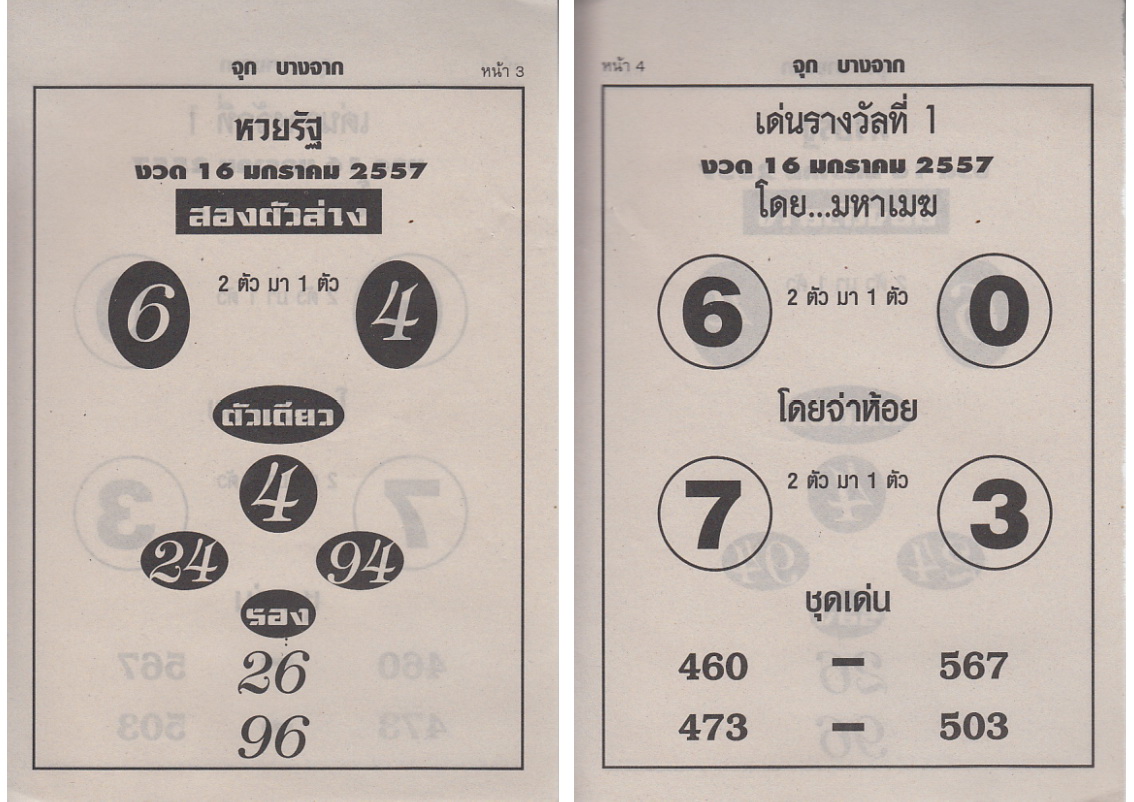 จุก บางจาก
หน้า 3
หวยรัฐ
งวด 16 มกราคม 2557
สองตัวล่าง
2 ตัว มา 1 ตัว
6 4
ตัวเดียว
4
24 94
รอง
26
96
หน้า 4
จุก บางจาก
เด่นรางวัลที่ 1
งวด 16 มกราคม 2557
โดย...มหาเมฆ
2 ตัว มา 1 ตัว
6 0
โดยจ่าห้อย
2 ตัว มา 1 ตัว
7 3
ชุดเด่น
460 – 567
473 – 503